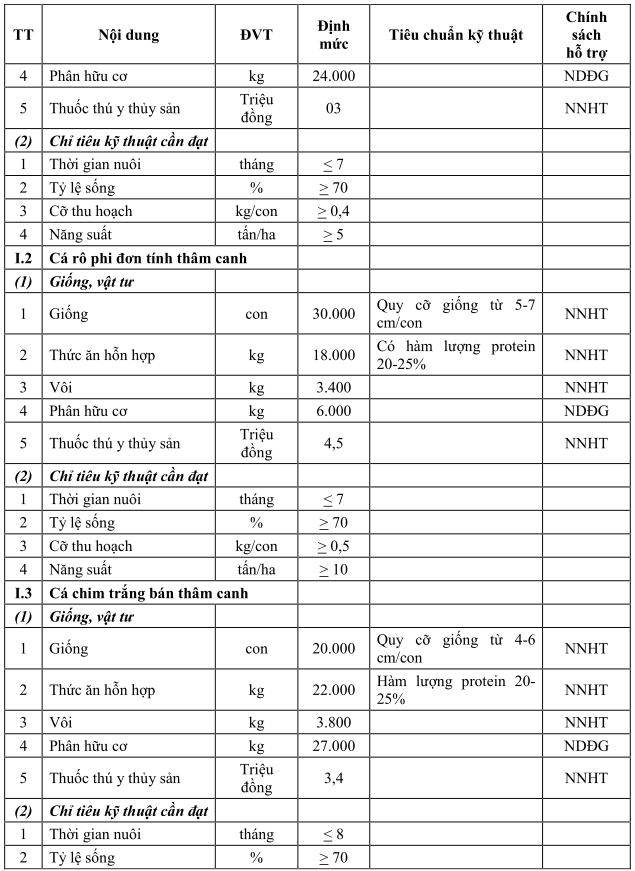 TT Nội dung ĐVT Định mức Tiêu chuẩn kỹ thuật Chính sách hỗ trợ
4 Phân hữu cơ kg 24.000 NDĐG
5 Thuốc thú y thủy sản Triệu đồng 03 NNHT
(2) Chỉ tiêu kỹ thuật cần đạt
1 Thời gian nuôi tháng ≤ 7
2 Tỷ lệ sống % ≥ 70
3 Cỡ thu hoạch kg/con ≥ 0,4
4 Năng suất tấn/ha ≥ 5
I.2 Cá rô phi đơn tính thâm canh
(1) Giống, vật tư
1 Giống con 30.000 Quy cỡ giống từ 5-7 cm/con NNHT
2 Thức ăn hỗn hợp kg 18.000 Có hàm lượng protein 20-25% NNHT
3 Vôi kg 3.400 NNHT
4 Phân hữu cơ kg 6.000 NDĐG
5 Thuốc thú y thủy sản Triệu đồng 4,5 NNHT
(2) Chỉ tiêu kỹ thuật cần đạt
1 Thời gian nuôi tháng ≤ 7
2 Tỷ lệ sống % ≥ 70
3 Cỡ thu hoạch kg/con ≥ 0,5
4 Năng suất tấn/ha ≥ 10
I.3 Cá chim trắng bán thâm canh
(1) Giống, vật tư
1 Giống con 20.000 Quy cỡ giống từ 4-6 cm/con NNHT
2 Thức ăn hỗn hợp kg 22.000 Hàm lượng protein 20-25% NNHT
3 Vôi kg 3.800 NNHT
4 Phân hữu cơ kg 27.000 NDĐG
5 Thuốc thú y thủy sản Triệu đồng 3,4 NNHT
(2) Chỉ tiêu kỹ thuật cần đạt
1 Thời gian nuôi tháng ≤ 8
2 Tỷ lệ sống % ≥ 70